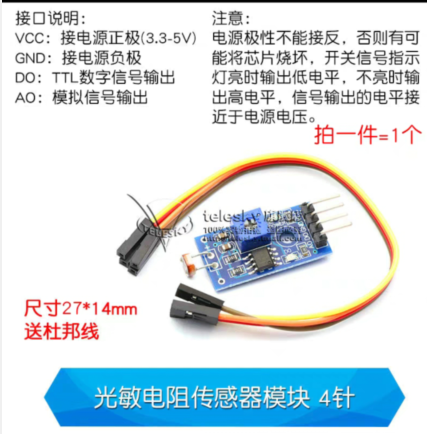 接口说明:
VCC: 接电源正极(3.3-5V)
GND: 接电源负极
DO: TTL数字信号输出
AO: 模拟信号输出
注意:
电源极性不能接反，否则有可
能将芯片烧坏，开关信号指示
灯亮时输出低电平，不亮时输
出高电平，信号输出的电平接
近于电源电压。
拍一件=1个
telesky
TELESKY
尺寸27*14mm
送杜邦线
光敏电阻传感器模块 4针